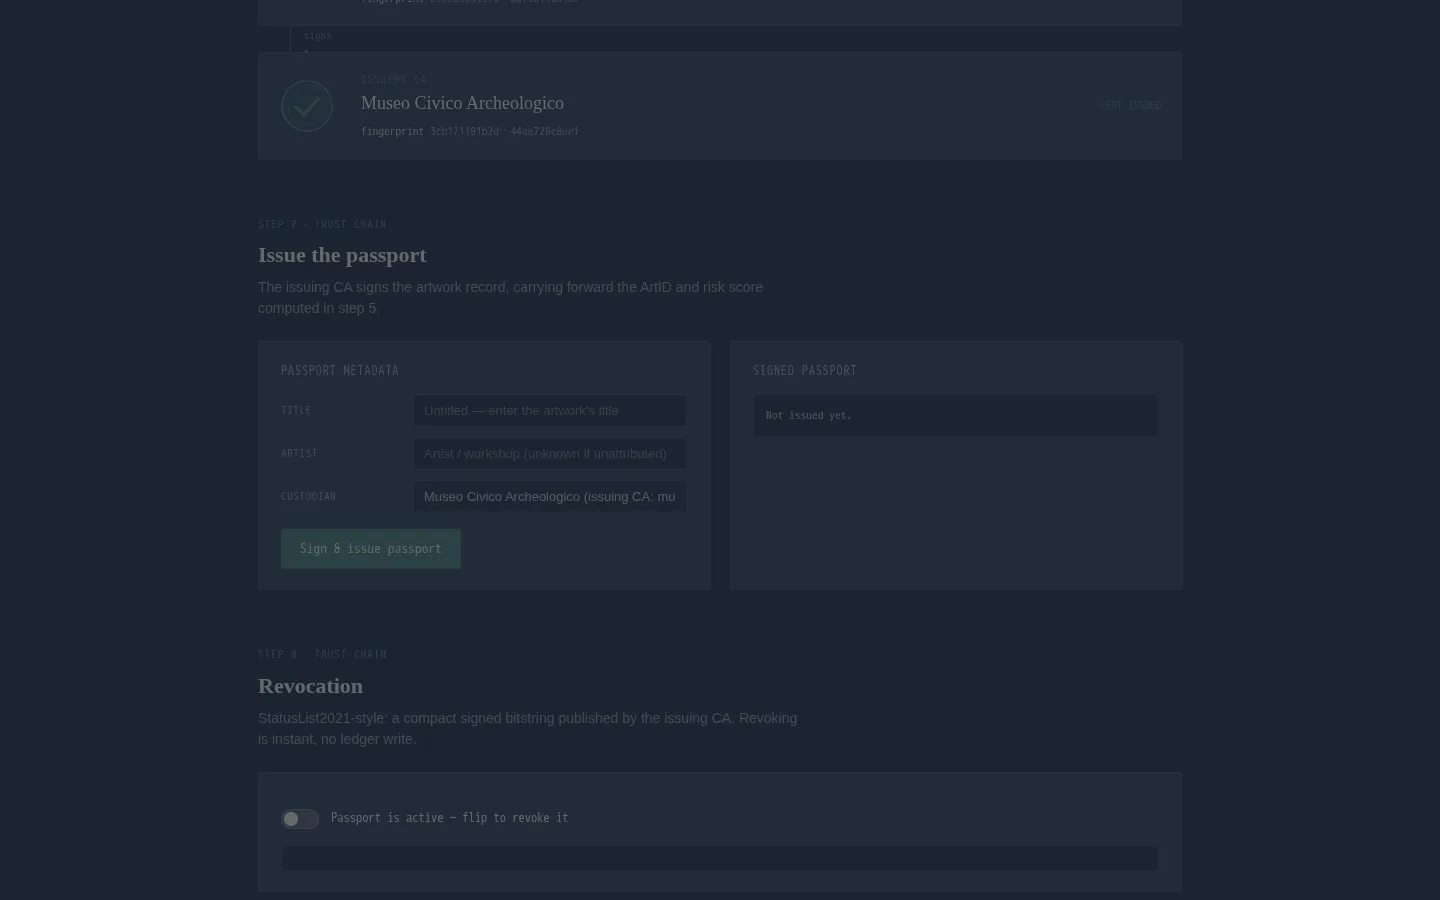 signs
ISSUING CA
Museo Civico Archeologico
CERT ISSUED
fingerprint 3cb171191b2d…44ae728e8eef
STEP 7 · TRUST CHAIN
Issue the passport
The issuing CA signs the artwork record, carrying forward the ArtID and risk score
computed in step 5.
PASSPORT METADATA
TITLE
Untitled — enter the artwork's title
ARTIST
Artist / workshop (unknown if unattributed)
CUSTODIAN
Museo Civico Archeologico (issuing CA: mu
Sign & issue passport
SIGNED PASSPORT
Not issued yet.
STEP 8 · TRUST CHAIN
Revocation
StatusList2021-style: a compact signed bitstring published by the issuing CA. Revoking
is instant, no ledger write.
Passport is active — flip to revoke it